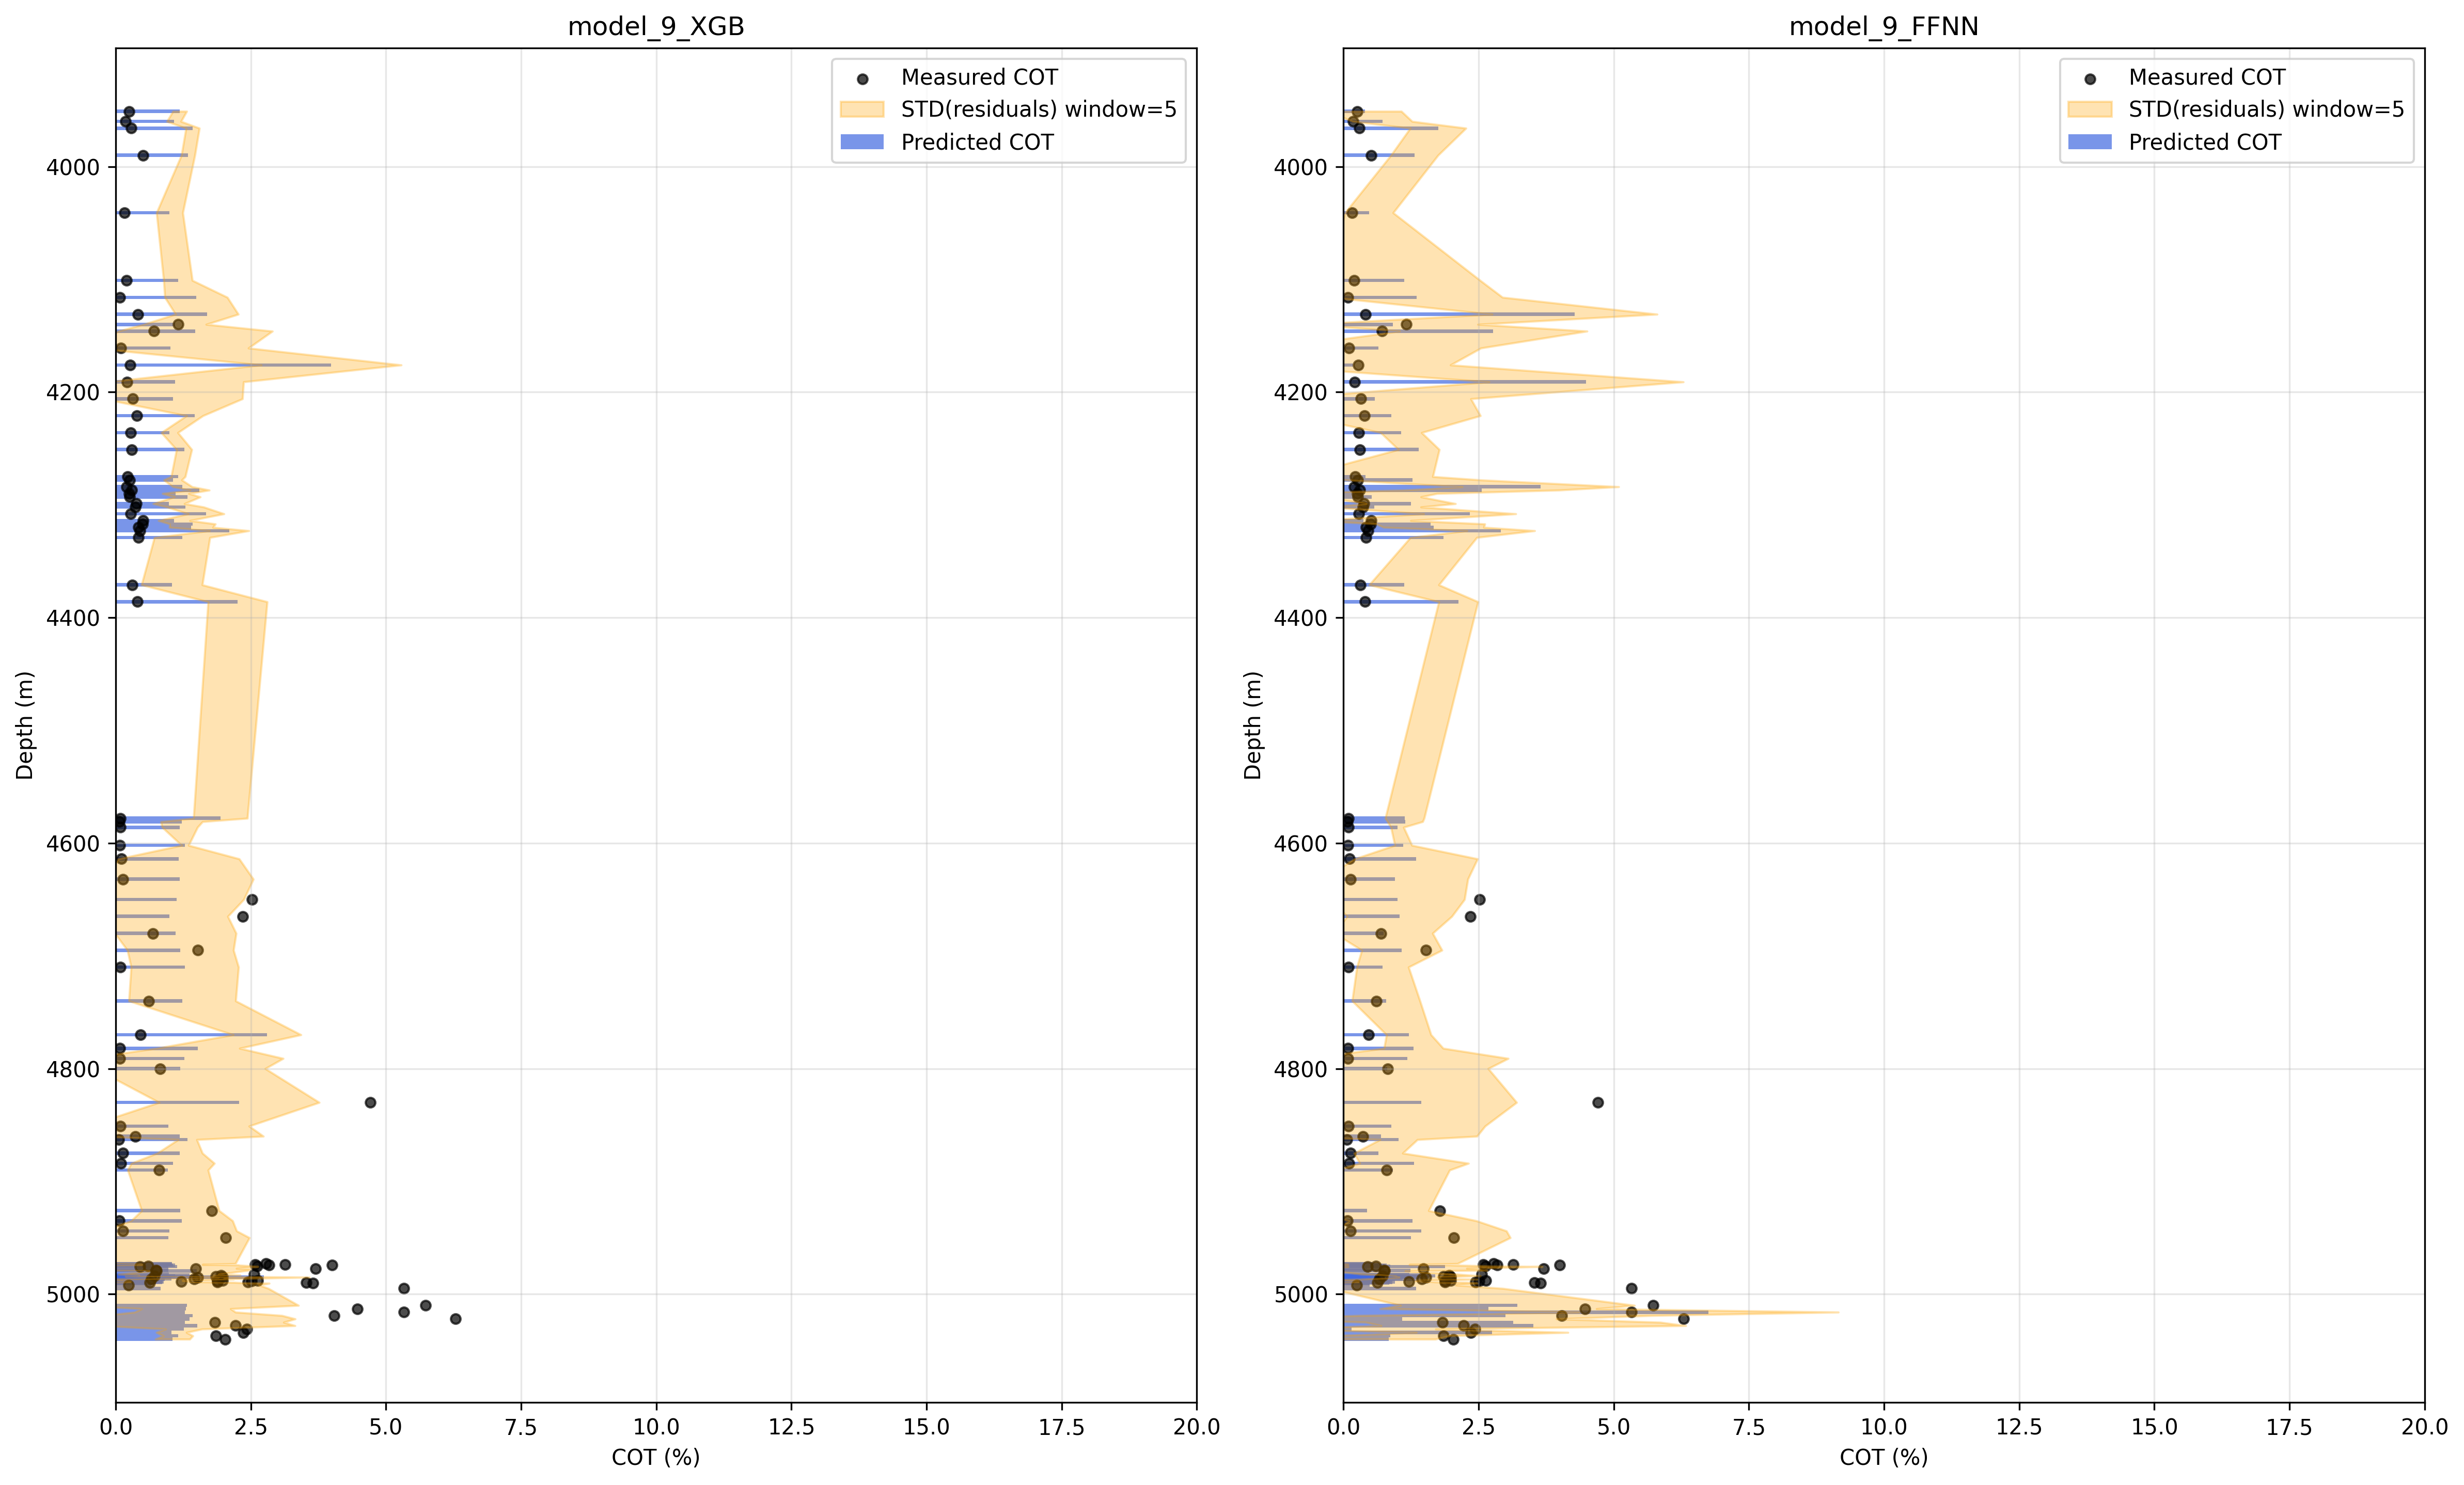 model_9_XGB
Measured COT
STD(residuals) window=5
Predicted COT
4000
4200
4400
4600
4800
5000
Depth (m)
0.0 2.5 5.0 7.5 10.0 12.5 15.0 17.5 20.0
COT (%)
model_9_FFNN
Measured COT
STD(residuals) window=5
Predicted COT
4000
4200
4400
4600
4800
5000
Depth (m)
0.0 2.5 5.0 7.5 10.0 12.5 15.0 17.5 20.0
COT (%)